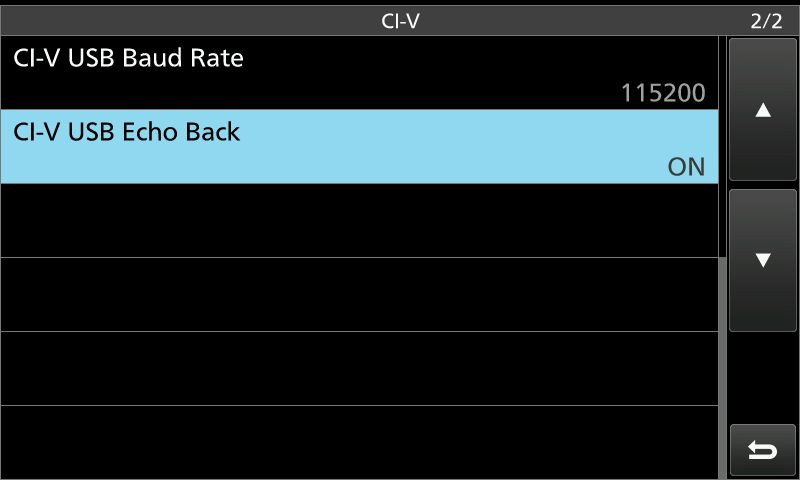 CI-V 2/2
CI-V USB Baud Rate
115200
CI-V USB Echo Back
ON